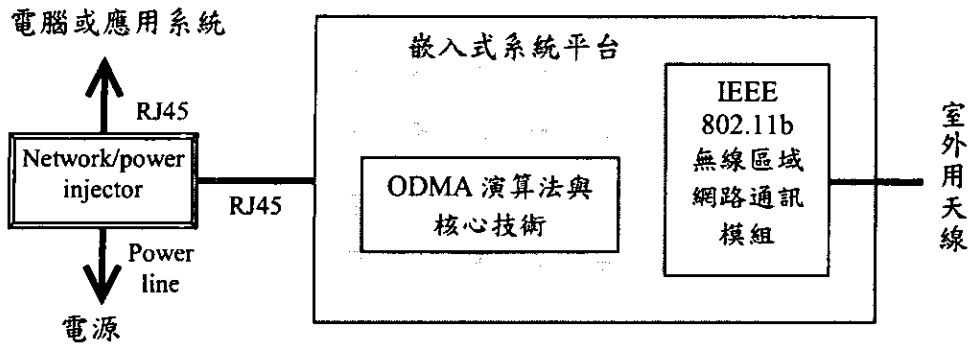 電腦或應用系統
RJ45
Network/power
injector
Power
line
電源
RJ45
嵌入式系統平台
ODMA 演算法與
核心技術
IEEE
802.11b
無線區域
網路通訊
模組
室外用天線